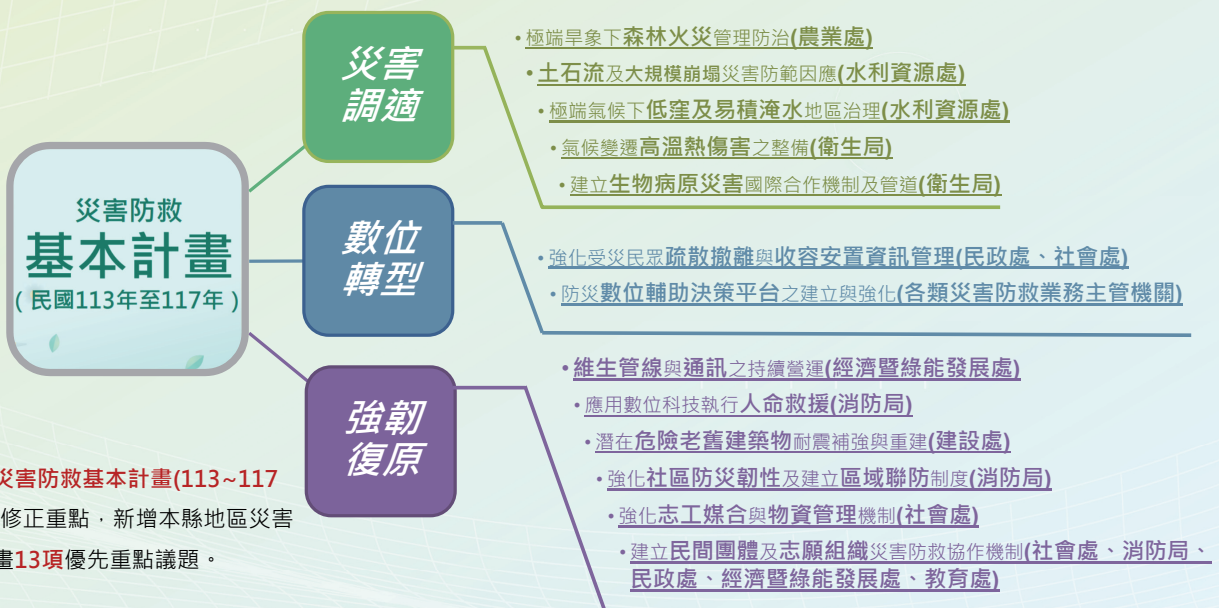 災害防救
基本計畫
(民國113年至117年)
災害
調適
•極端旱象下森林火災管理防治(農業處)
•土石流及大規模崩塌災害防範因應(水利資源處)
•極端氣候下低窪及易積淹水地區治理(水利資源處)
•氣候變遷高溫熱傷害之整備(衛生局)
•建立生物病原災害國際合作機制及管道(衛生局)
數位
轉型
•強化受災民眾疏散撤離與收容安置資訊管理(民政處、社會處)
•防災數位輔助決策平台之建立與強化(各類災害防救業務主管機關)
強韌
復原
•維生管線與通訊之持續營運(經濟暨綠能發展處)
•應用數位科技執行人命救援(消防局)
•潛在危險老舊建築物耐震補強與重建(建設處)
•強化社區防災韌性及建立區域聯防制度(消防局)
•強化志工媒合與物資管理機制(社會處)
•建立民間團體及志願組織災害防救協作機制(社會處、消防局、
民政處、經濟暨綠能發展處、教育處)
災害防救基本計畫(113~117
修正重點，新增本縣地區災害
畫13項優先重點議題。